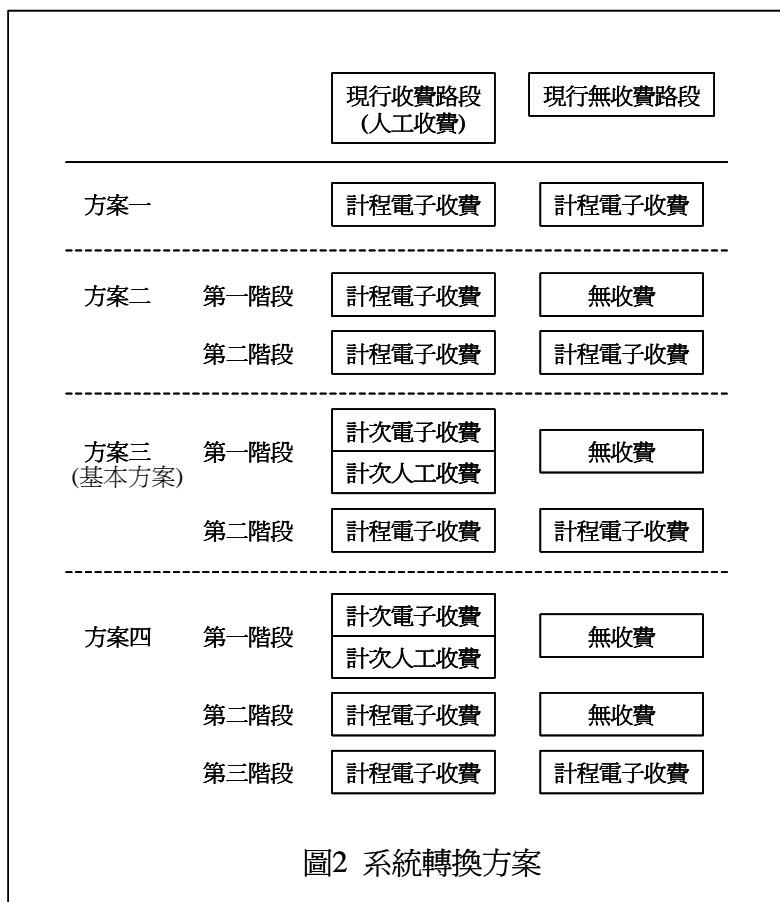 現行收費路段 現行無收費路段
(人工收費)
方案一 計程電子收費 計程電子收費
方案二 第一階段 計程電子收費 無收費
第二階段 計程電子收費 計程電子收費
計次電子收費
方案三 第一階段 無收費
(基本方案) 計次人工收費
第二階段 計程電子收費 計程電子收費
計次電子收費
方案四 第一階段 無收費
計次人工收費
第二階段 計程電子收費 無收費
第三階段 計程電子收費 計程電子收費
圖2 系統轉換方案